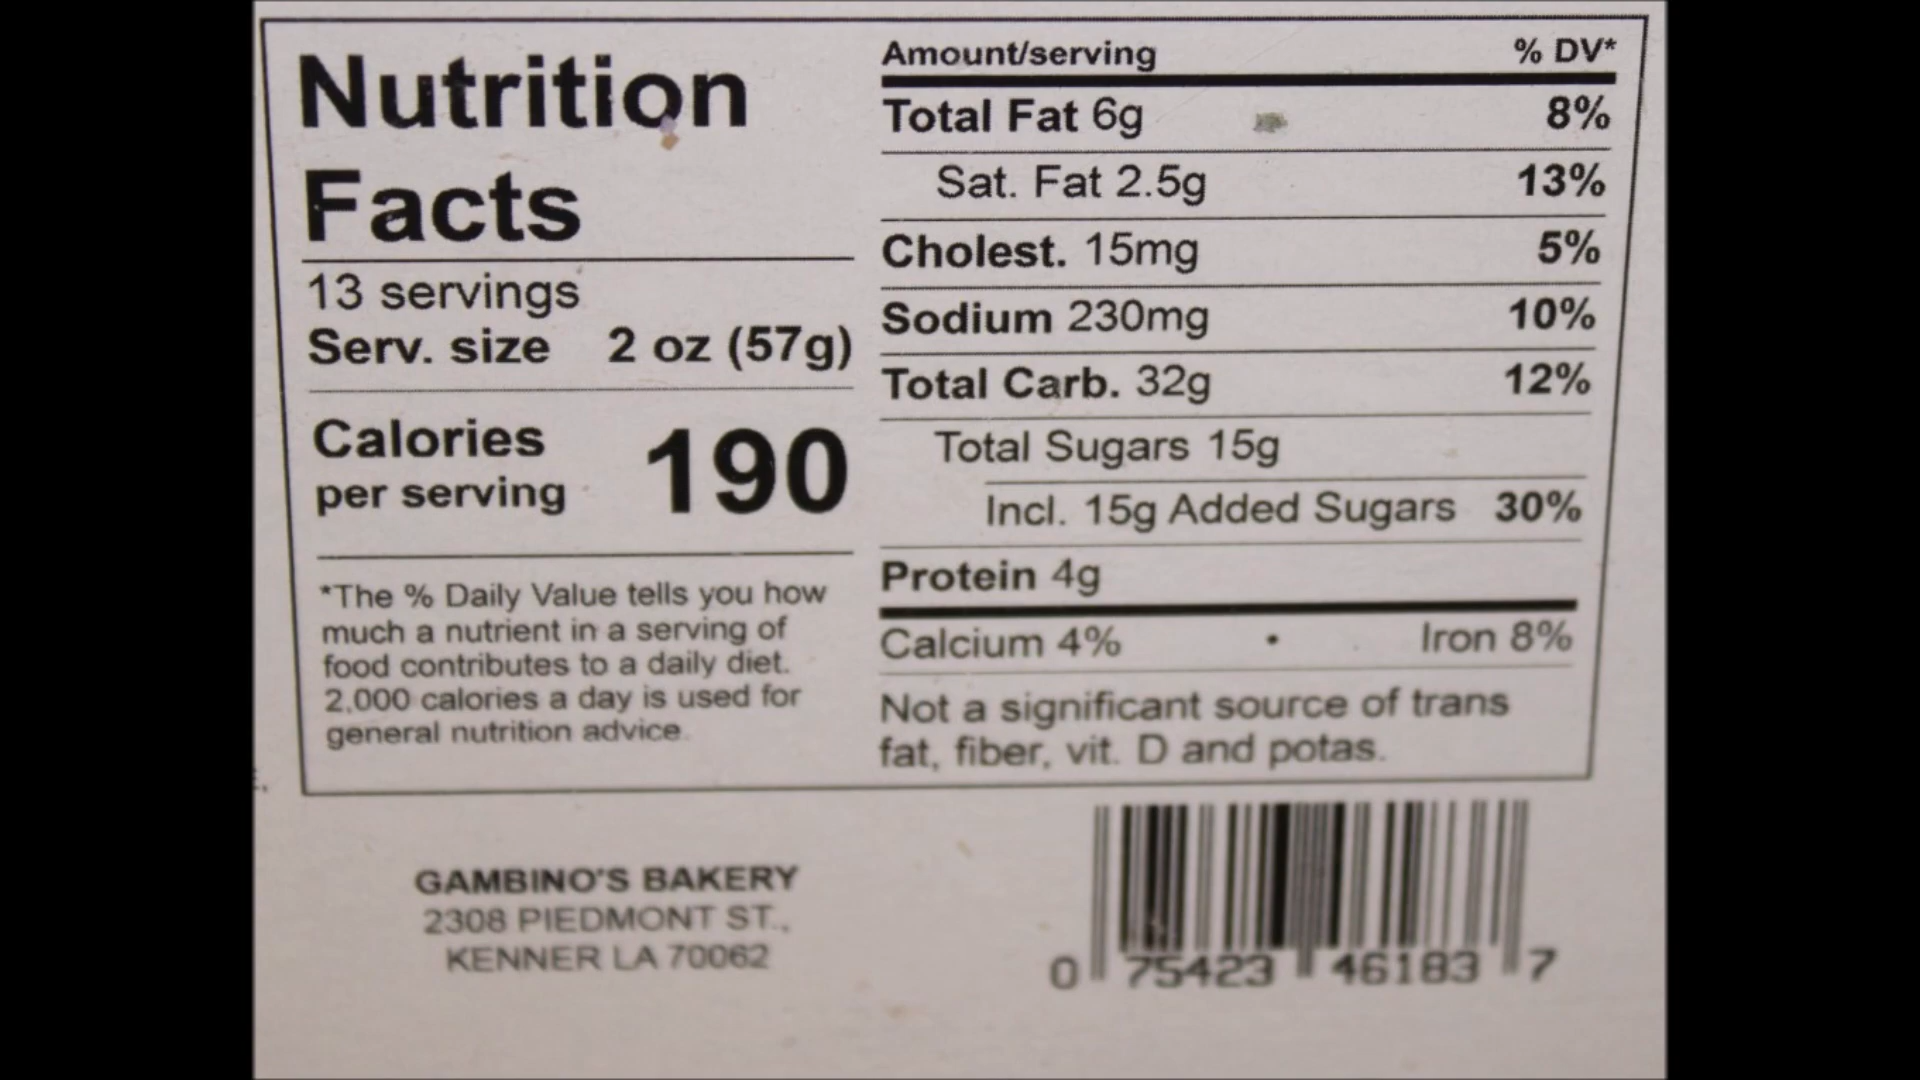 Nutrition
Facts
13 servings
Serv. size 2 oz (57g)
Calories
per serving 190
*The % Daily Value tells you how
much a nutrient in a serving of
food contributes to a daily diet.
2,000 calories a day is used for
general nutrition advice.
Amount/serving % DV*
Total Fat 6g 8%
Sat. Fat 2.5g 13%
Cholest. 15mg 5%
Sodium 230mg 10%
Total Carb. 32g 12%
Total Sugars 15g
Incl. 15g Added Sugars 30%
Protein 4g
Calcium 4% • Iron 8%
Not a significant source of trans
fat, fiber, vit. D and potas.
GAMBINO'S BAKERY
2308 PIEDMONT ST.,
KENNER LA 70062
0 75423 46183 7